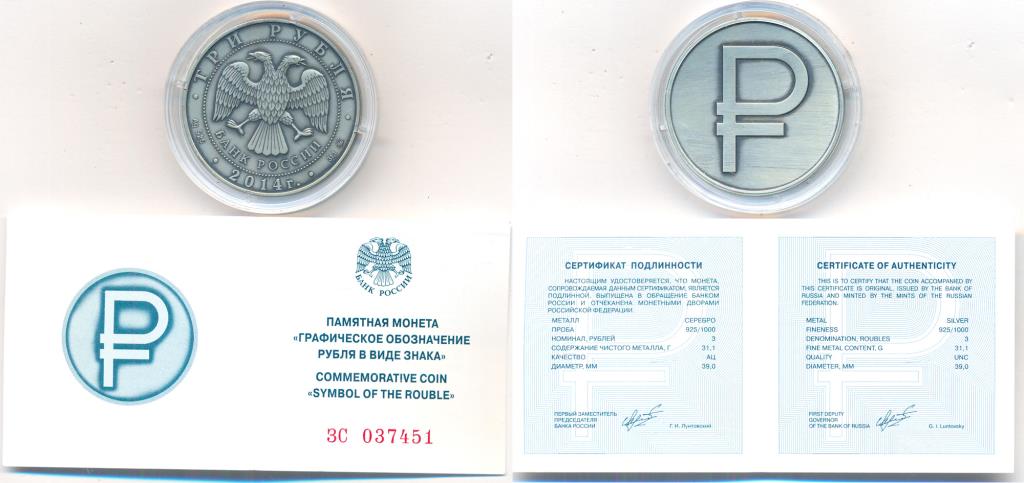 ТРИ РУБЛЯ
БАНК РОССИИ
2014 г.
БАНК РОССИИ
ПАМЯТНАЯ МОНЕТА
«ГРАФИЧЕСКОЕ ОБОЗНАЧЕНИЕ
РУБЛЯ В ВИДЕ ЗНАКА»
COMMEMORATIVE COIN
«SYMBOL OF THE ROUBLE»
ЗС 037451
СЕРТИФИКАТ ПОДЛИННОСТИ
НАСТОЯЩИМ УДОСТОВЕРЯЕТСЯ, ЧТО МОНЕТА,
СОПРОВОЖДАЕМАЯ ДАННЫМ СЕРТИФИКАТОМ, ЯВЛЯЕТСЯ
ПОДЛИННОЙ, ВЫПУЩЕНА В ОБРАЩЕНИЕ БАНКОМ
РОССИИ И ОТЧЕКАНЕНА МОНЕТНЫМИ ДВОРАМИ
РОССИЙСКОЙ ФЕДЕРАЦИИ.
МЕТАЛЛ СЕРЕБРО
ПРОБА 925/1000
НОМИНАЛ, РУБЛЕЙ 3
СОДЕРЖАНИЕ ЧИСТОГО МЕТАЛЛА, Г 31,1
КАЧЕСТВО АЦ
ДИАМЕТР, ММ 39,0
ПЕРВЫЙ ЗАМЕСТИТЕЛЬ
ПРЕДСЕДАТЕЛЯ
БАНКА РОССИИ
Г. И. Лунтовский
CERTIFICATE OF AUTHENTICITY
THIS IS TO CERTIFY THAT THE COIN ACCOMPANIED BY
THIS CERTIFICATE IS ORIGINAL, ISSUED BY THE BANK OF
RUSSIA AND MINTED BY THE MINTS OF THE RUSSIAN
FEDERATION.
METAL SILVER
FINENESS 925/1000
DENOMINATION, ROUBLES 3
FINE METAL CONTENT, G 31,1
QUALITY UNC
DIAMETER, MM 39,0
FIRST DEPUTY
GOVERNOR
OF THE BANK OF RUSSIA
G. I. Luntovsky